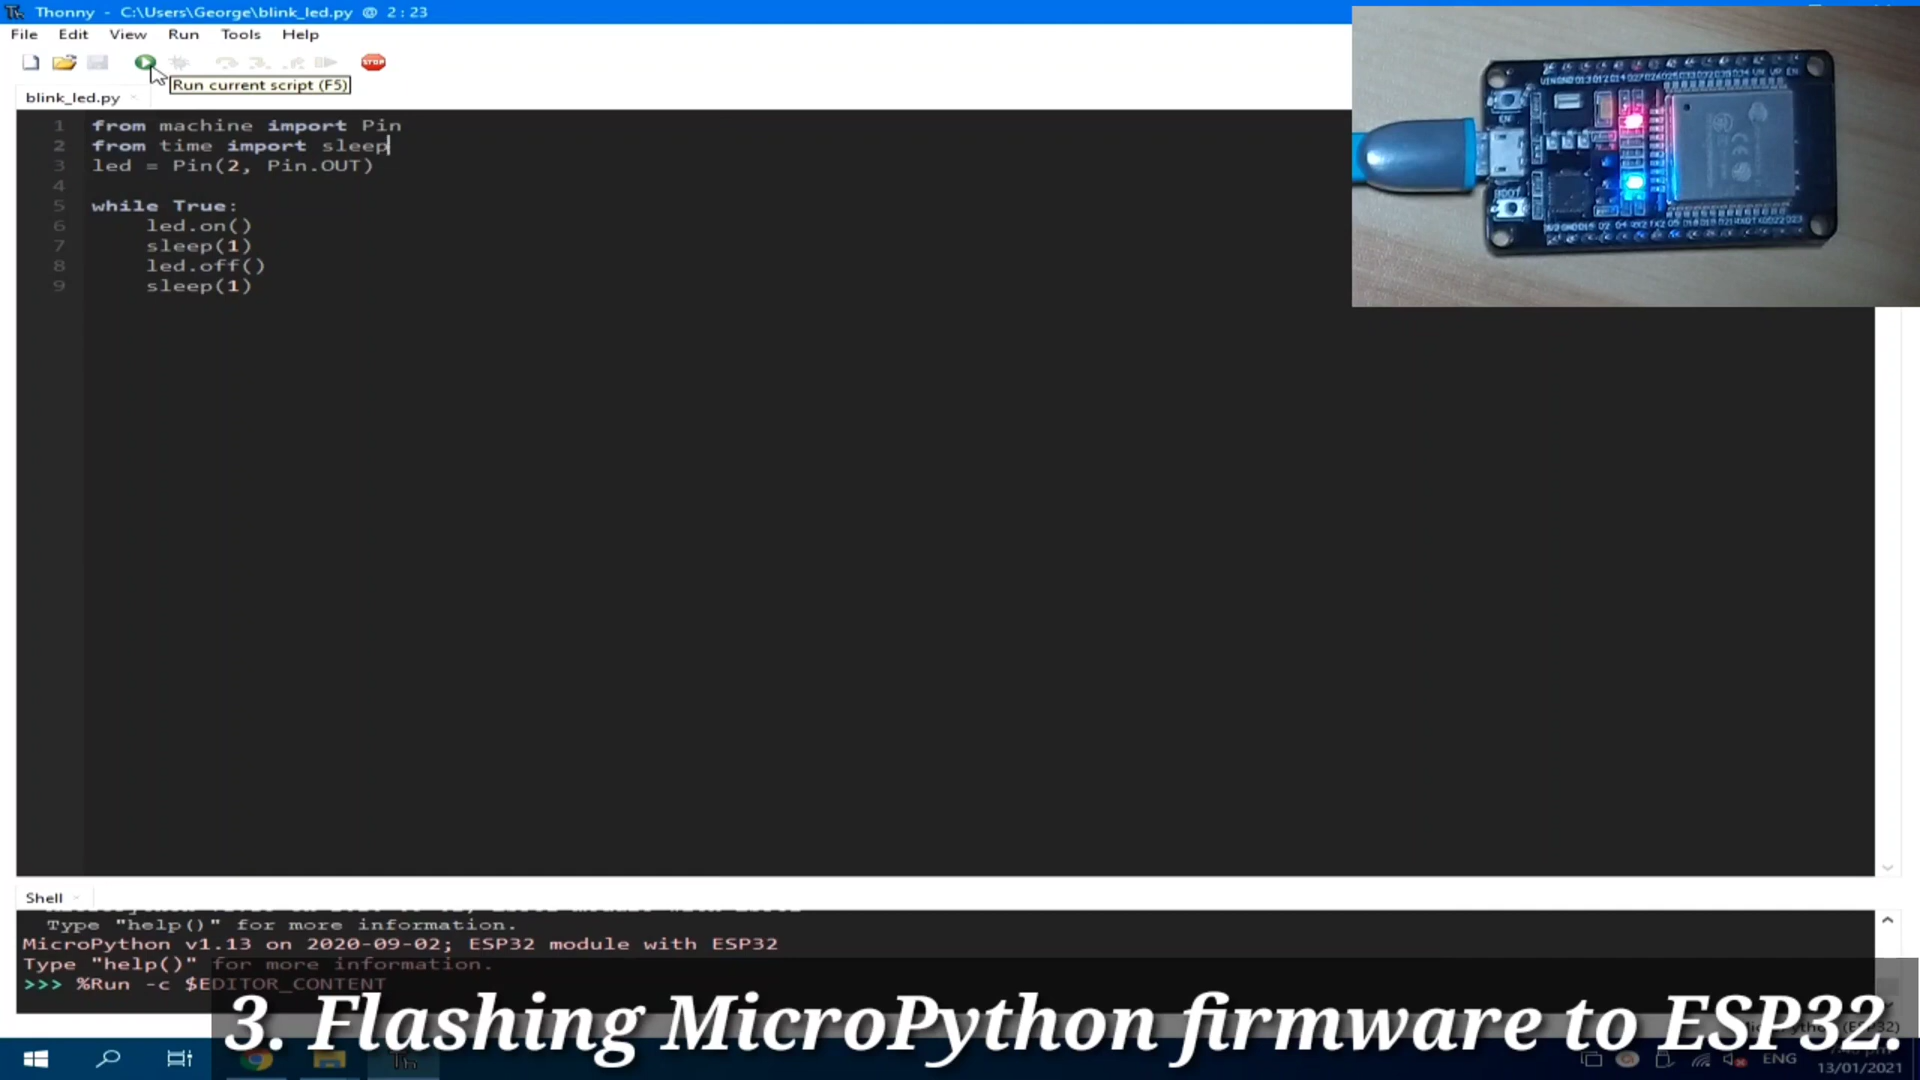 Thonny - C:\Users\George\blink_led.py @ 2 : 23
File Edit View Run Tools Help
STOP
Run current script (F5)
blink_led.py
1 from machine import Pin
2 from time import sleep
3 led = Pin(2, Pin.OUT)
4
5 while True:
6 led.on()
7 sleep(1)
8 led.off()
9 sleep(1)
EN
BOOT
Shell
Type "help()" for more information.
MicroPython v1.13 on 2020-09-02; ESP32 module with ESP32
Type "help()" for more information.
>>> %Run -c $EDITOR_CONTENT
3. Flashing MicroPython firmware to ESP32.
ENG
13/01/2021